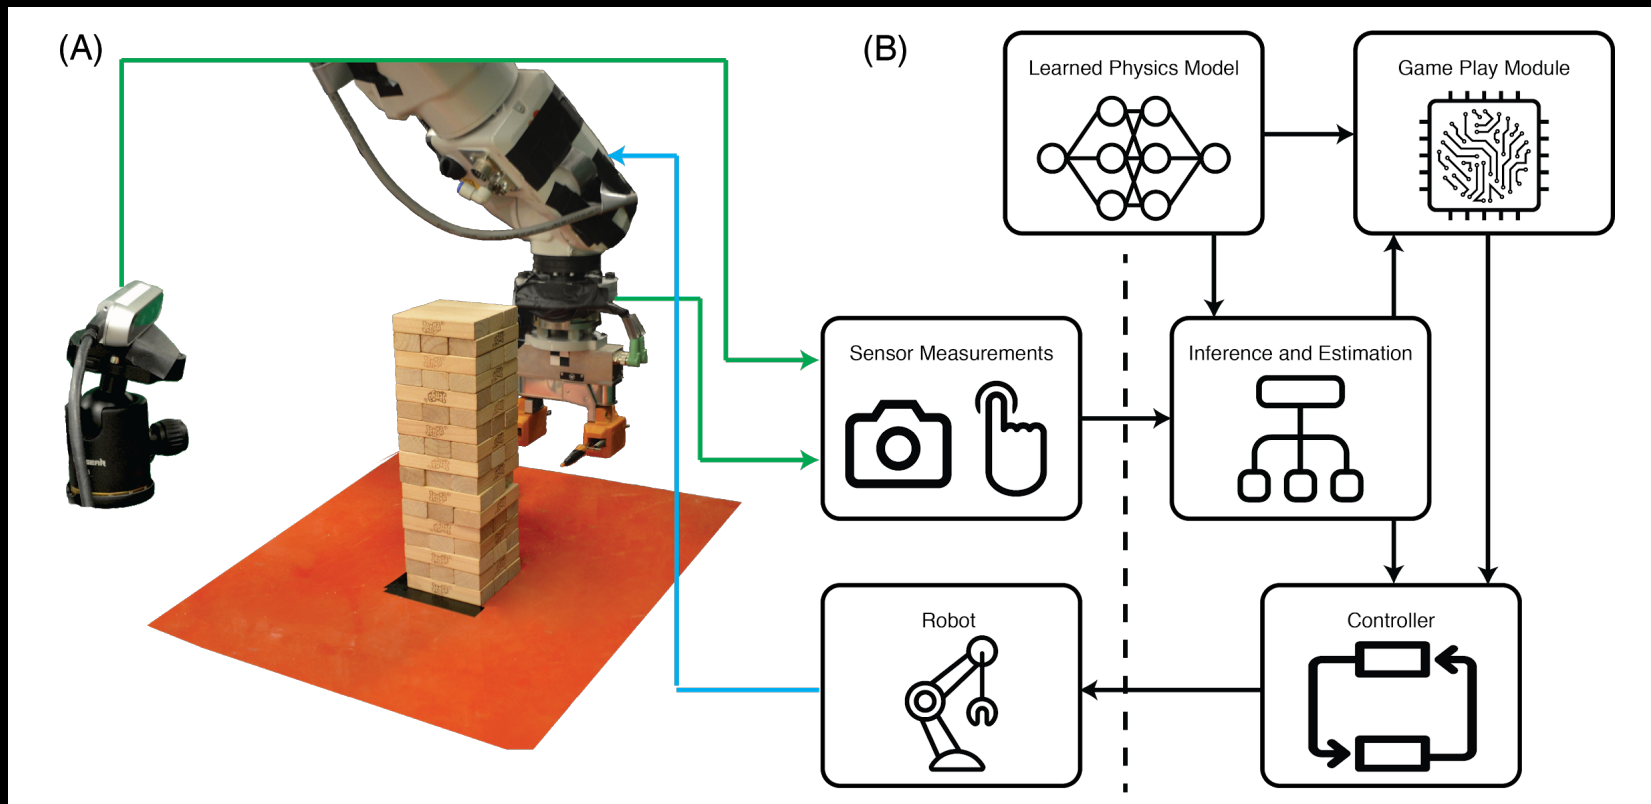 (A)
(B)
Learned Physics Model
Game Play Module
Sensor Measurements
Inference and Estimation
Robot
Controller